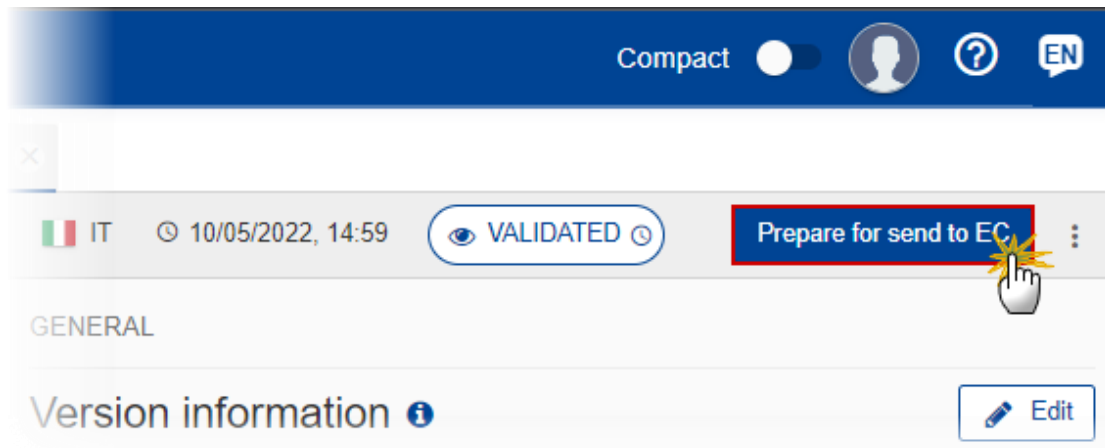 Compact EN
IT 10/05/2022, 14:59 VALIDATED Prepare for send to EC
GENERAL
Version information Edit